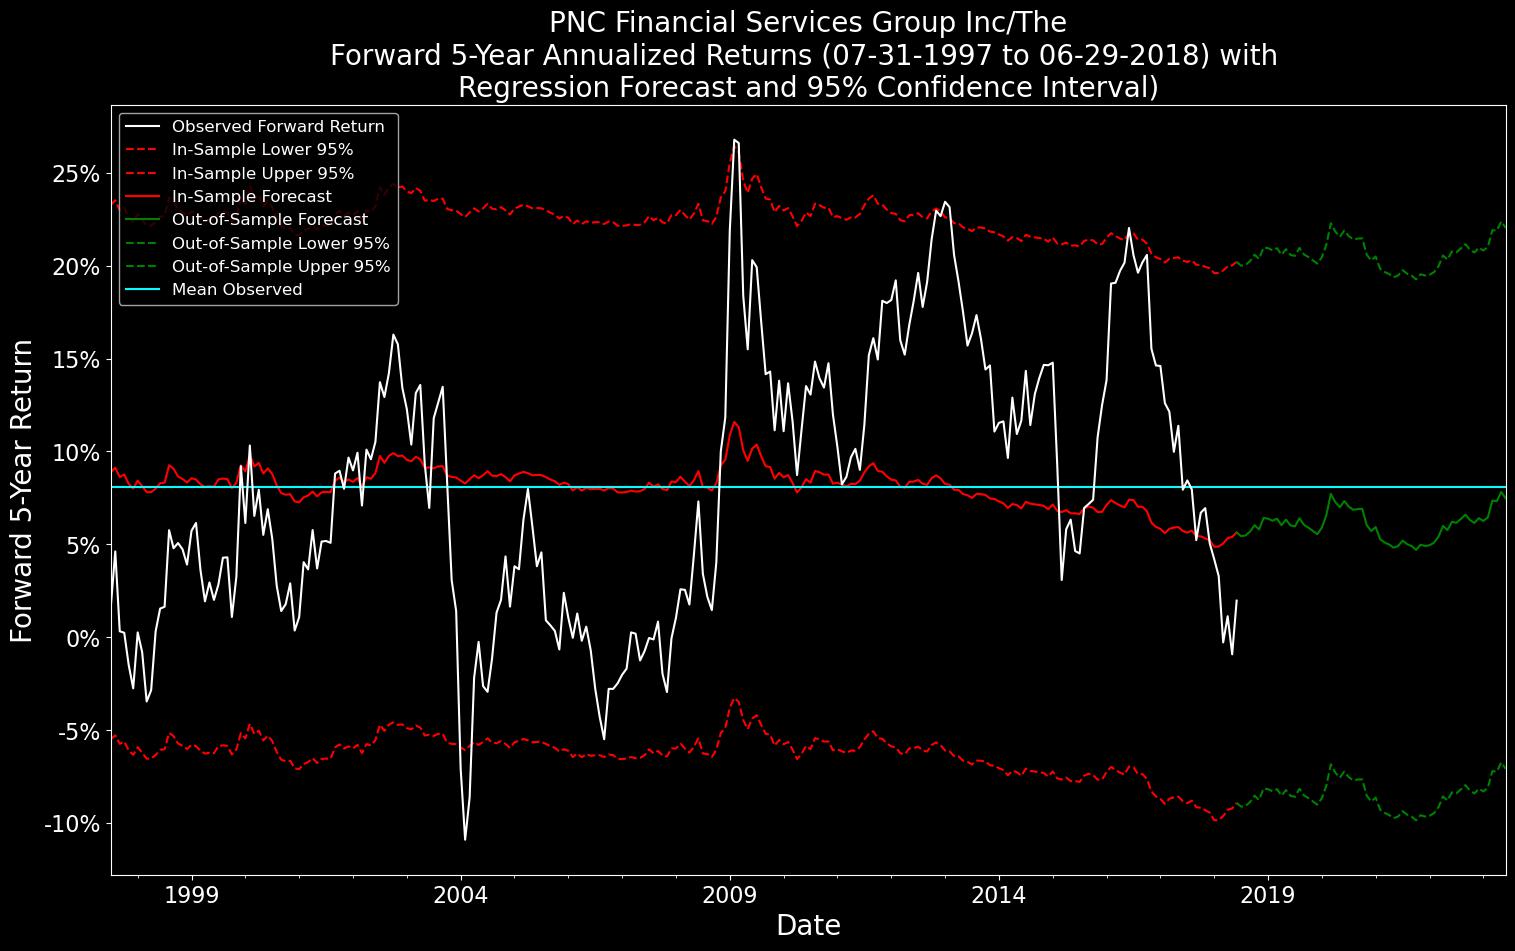 PNC Financial Services Group Inc/The
Forward 5-Year Annualized Returns (07-31-1997 to 06-29-2018) with
Regression Forecast and 95% Confidence Interval)
Observed Forward Return
In-Sample Lower 95%
In-Sample Upper 95%
In-Sample Forecast
Out-of-Sample Forecast
Out-of-Sample Lower 95%
Out-of-Sample Upper 95%
Mean Observed
Forward 5-Year Return
25%
20%
15%
10%
5%
0%
-5%
-10%
1999
2004
2009
2014
2019
Date